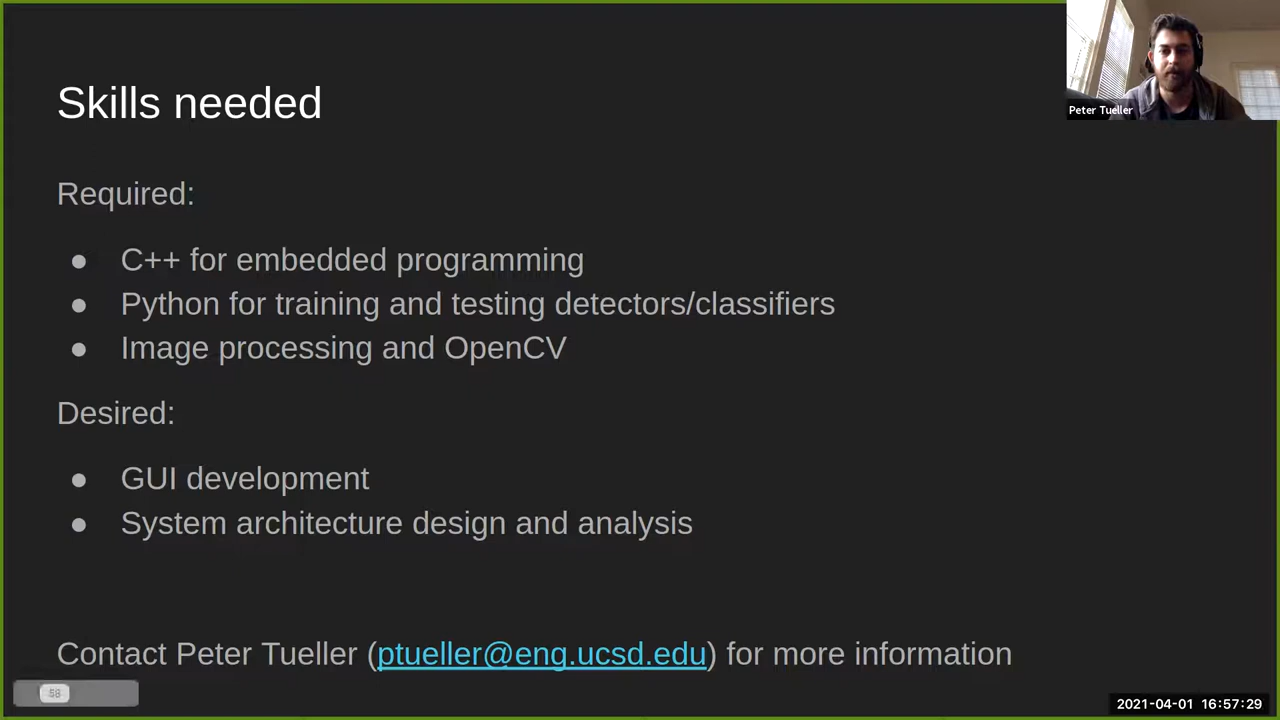 Skills needed
Peter Tueller
Required:
● C++ for embedded programming
● Python for training and testing detectors/classifiers
● Image processing and OpenCV
Desired:
● GUI development
● System architecture design and analysis
Contact Peter Tueller (ptueller@eng.ucsd.edu) for more information
58
2021-04-01 16:57:29